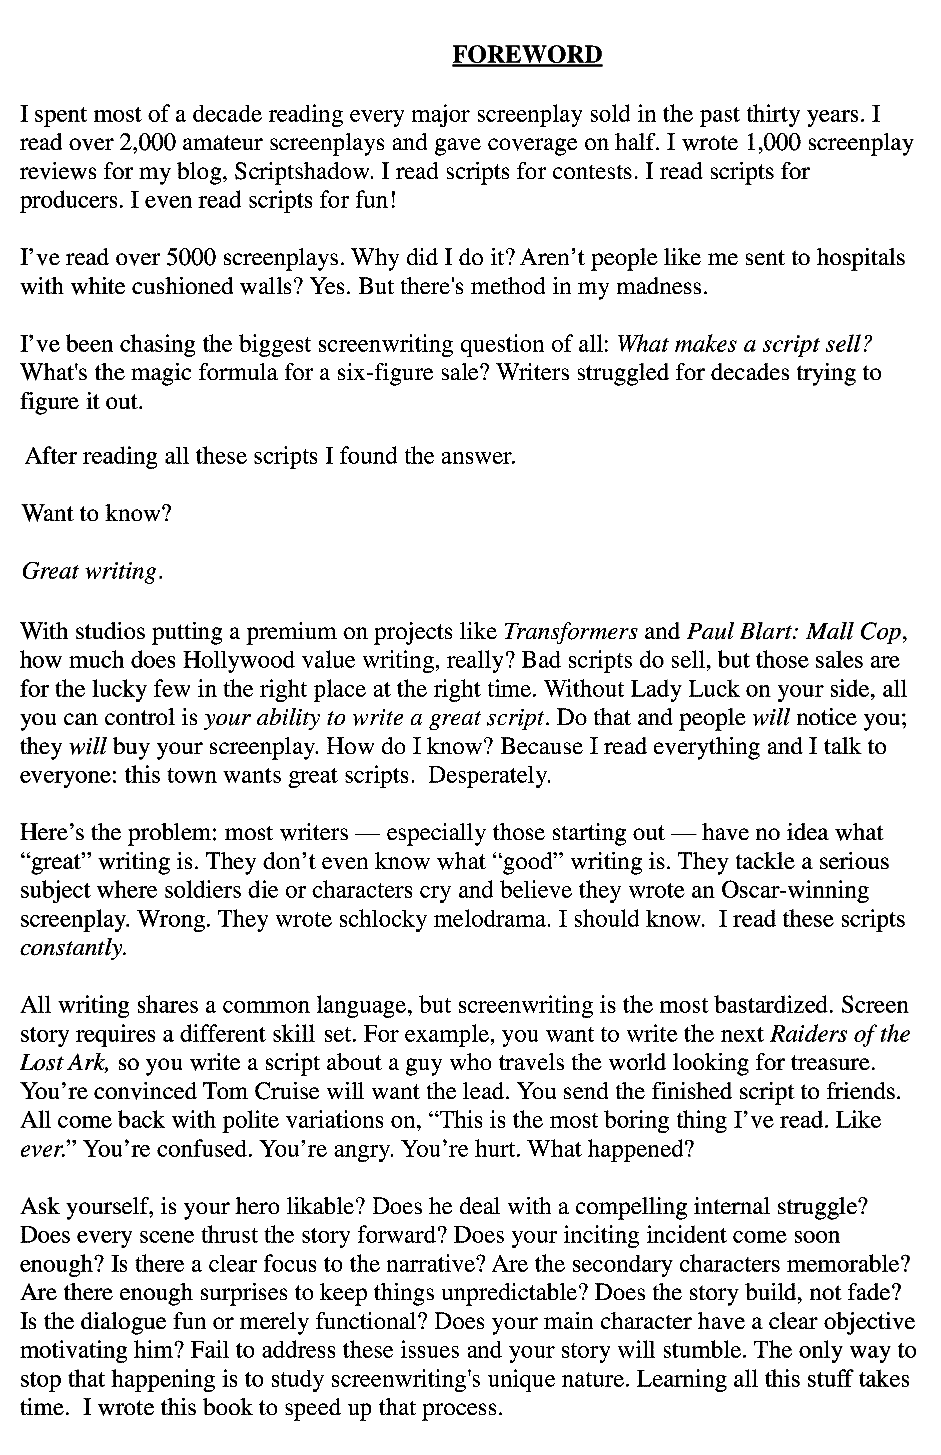 FOREWORD
I spent most of a decade reading every major screenplay sold in the past thirty years. I
read over 2,000 amateur screenplays and gave coverage on half. I wrote 1,000 screenplay
reviews for my blog, Scriptshadow. I read scripts for contests. I read scripts for
producers. I even read scripts for fun!
I’ve read over 5000 screenplays. Why did I do it? Aren’t people like me sent to hospitals
with white cushioned walls? Yes. But there's method in my madness.
I’ve been chasing the biggest screenwriting question of all: What makes a script sell?
What's the magic formula for a six-figure sale? Writers struggled for decades trying to
figure it out.
After reading all these scripts I found the answer.
Want to know?
Great writing.
With studios putting a premium on projects like Transformers and Paul Blart: Mall Cop,
how much does Hollywood value writing, really? Bad scripts do sell, but those sales are
for the lucky few in the right place at the right time. Without Lady Luck on your side, all
you can control is your ability to write a great script. Do that and people will notice you;
they will buy your screenplay. How do I know? Because I read everything and I talk to
everyone: this town wants great scripts.  Desperately.
Here’s the problem: most writers — especially those starting out — have no idea what
“great” writing is. They don’t even know what “good” writing is. They tackle a serious
subject where soldiers die or characters cry and believe they wrote an Oscar-winning
screenplay. Wrong. They wrote schlocky melodrama. I should know.  I read these scripts
constantly.
All writing shares a common language, but screenwriting is the most bastardized. Screen
story requires a different skill set. For example, you want to write the next Raiders of the
Lost Ark, so you write a script about a guy who travels the world looking for treasure.
You’re convinced Tom Cruise will want the lead. You send the finished script to friends.
All come back with polite variations on, “This is the most boring thing I’ve read. Like
ever.” You’re confused. You’re angry. You’re hurt. What happened?
Ask yourself, is your hero likable? Does he deal with a compelling internal struggle?
Does every scene thrust the story forward? Does your inciting incident come soon
enough? Is there a clear focus to the narrative? Are the secondary characters memorable?
Are there enough surprises to keep things unpredictable? Does the story build, not fade?
Is the dialogue fun or merely functional? Does your main character have a clear objective
motivating him? Fail to address these issues and your story will stumble. The only way to
stop that happening is to study screenwriting's unique nature. Learning all this stuff takes
time.  I wrote this book to speed up that process.